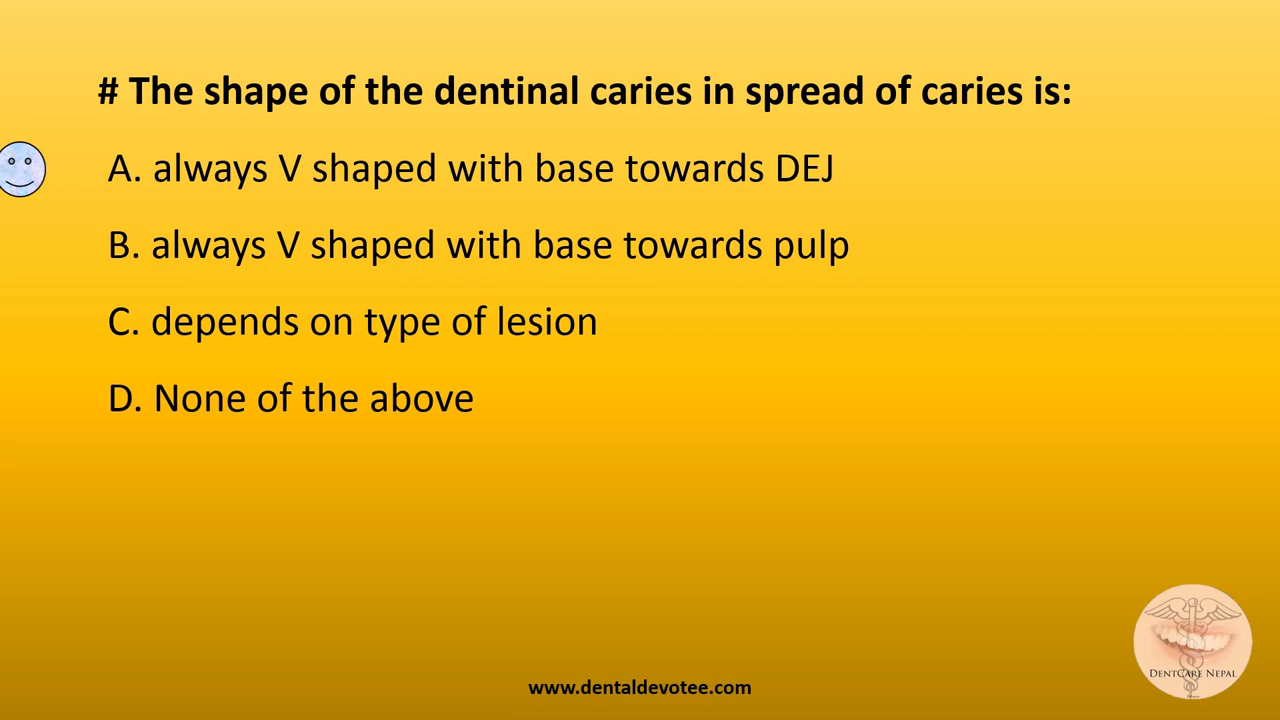 # The shape of the dentinal caries in spread of caries is:
A. always V shaped with base towards DEJ
B. always V shaped with base towards pulp
C. depends on type of lesion
D. None of the above
DENTCARE NEPAL
www.dentaldevotee.com